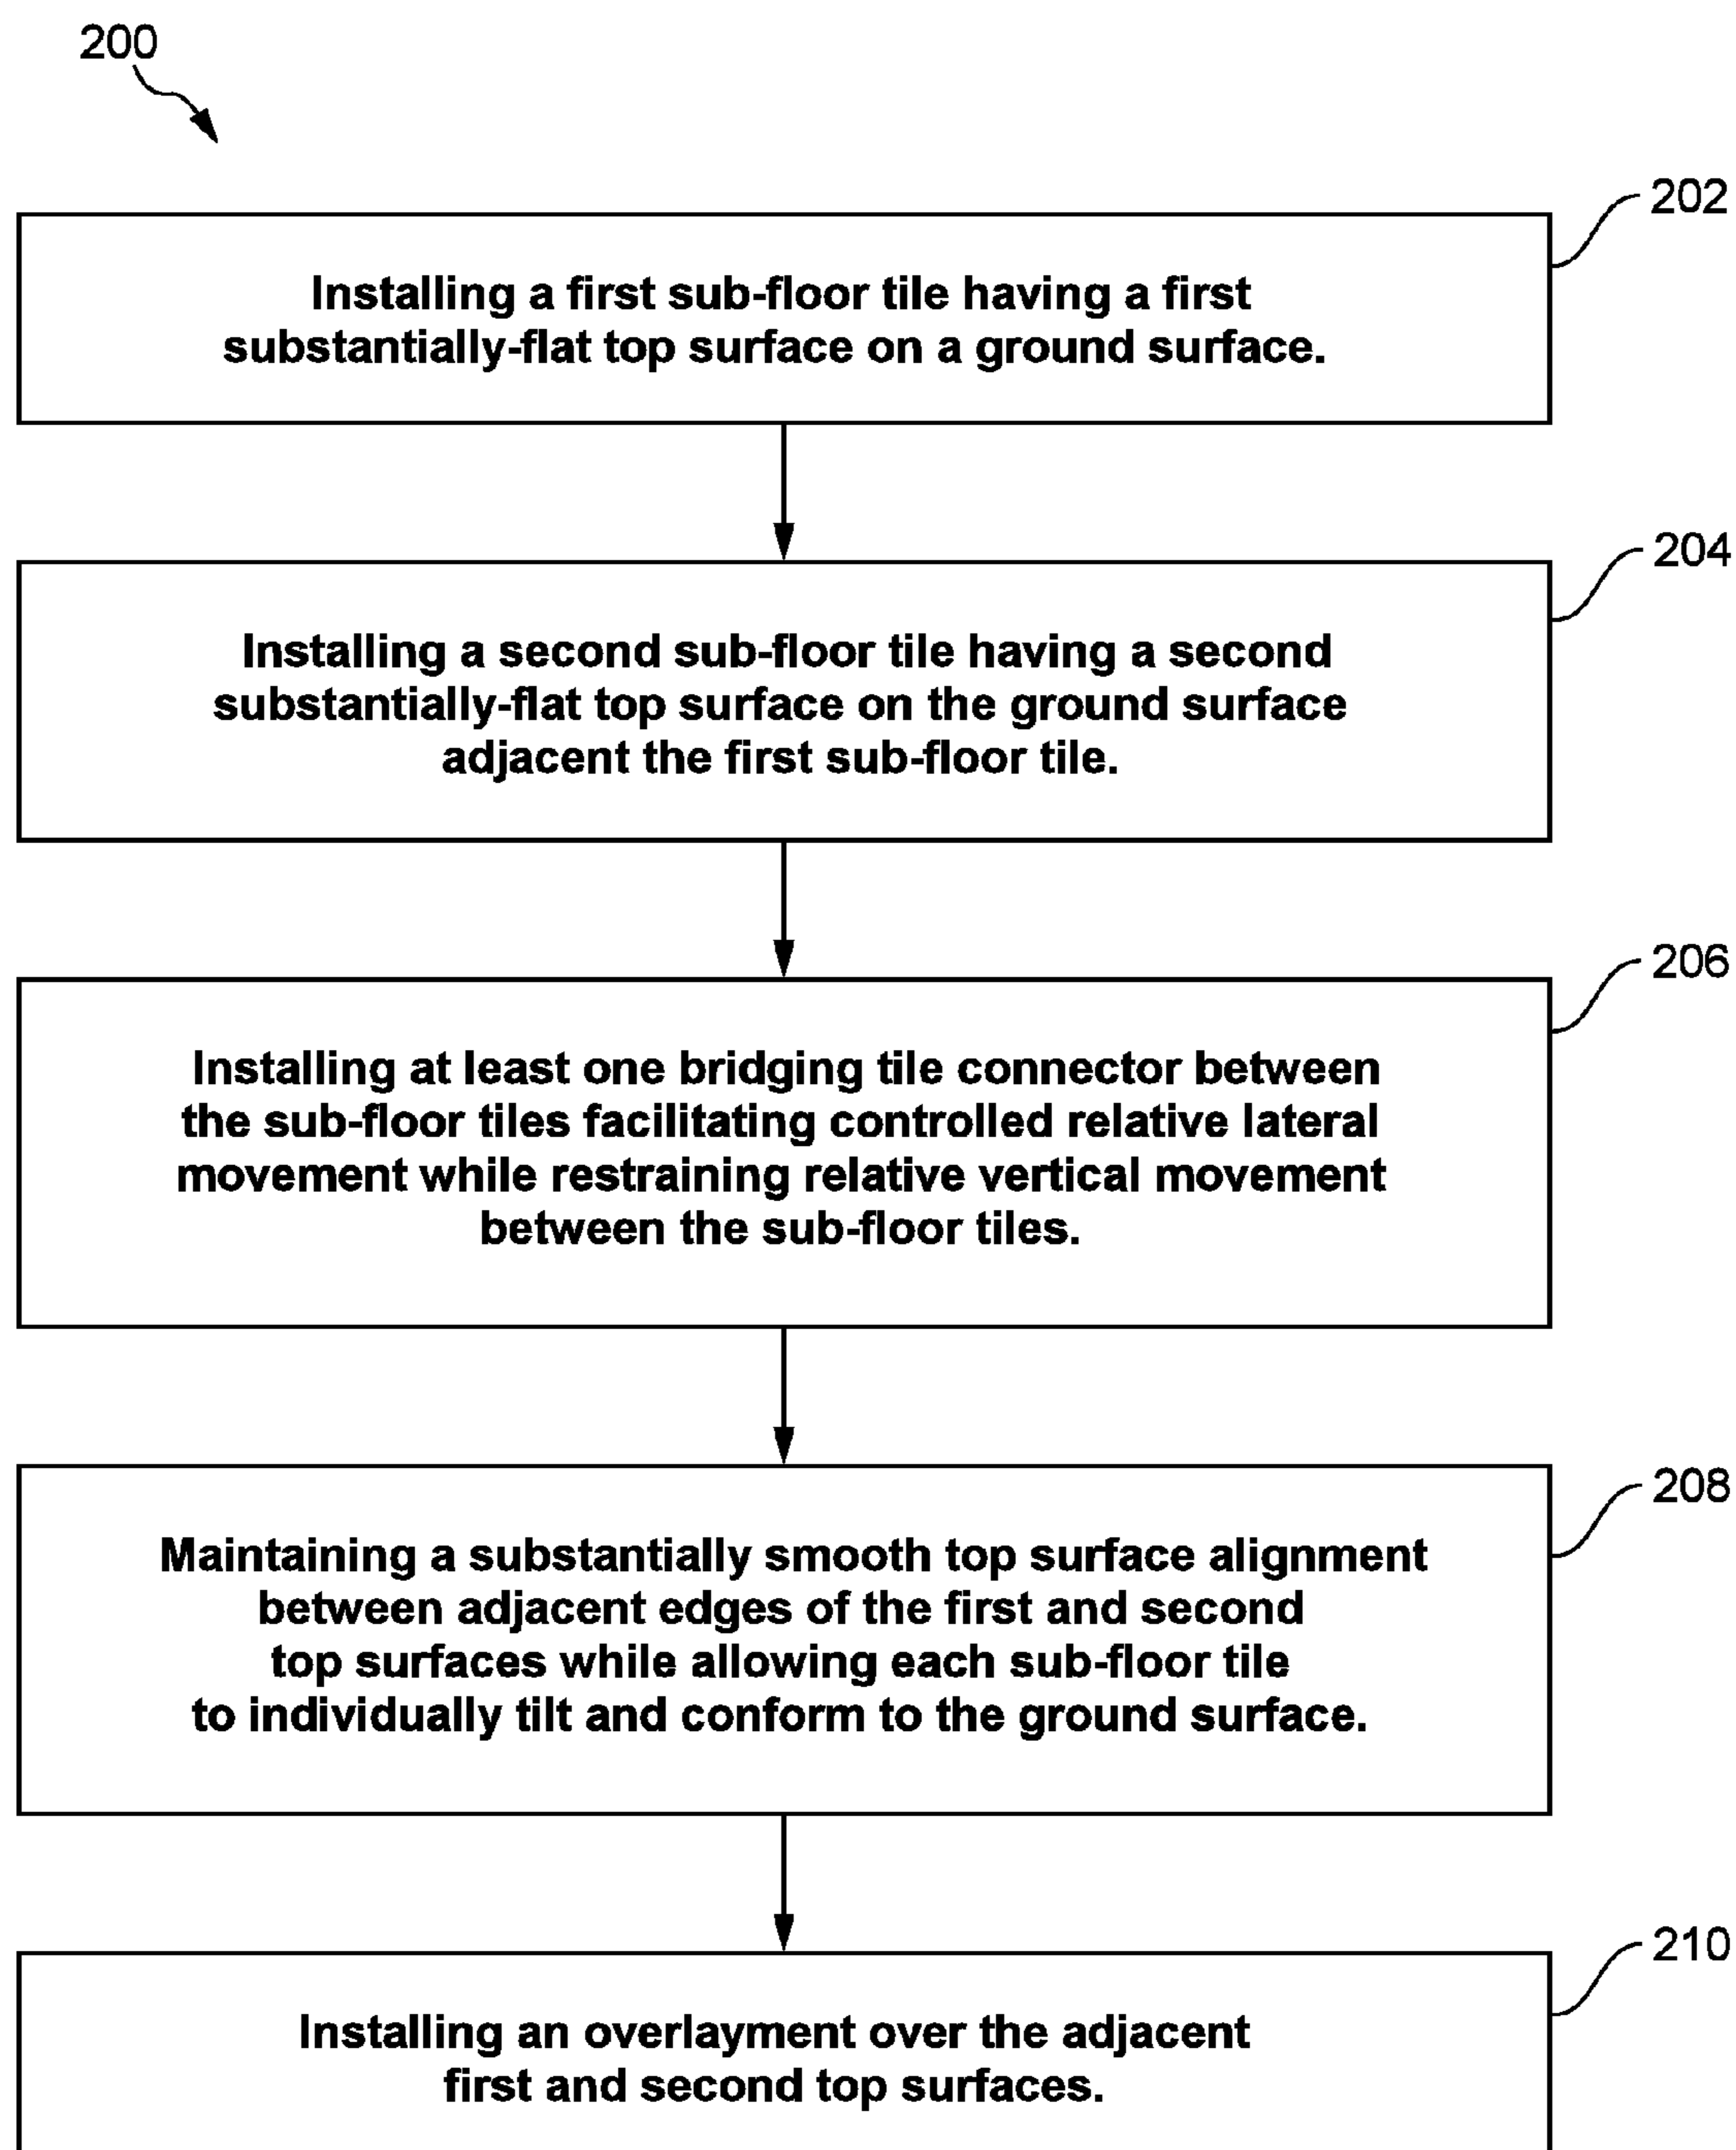 200
202
Installing a first sub-floor tile having a first
substantially-flat top surface on a ground surface.
204
Installing a second sub-floor tile having a second
substantially-flat top surface on the ground surface
adjacent the first sub-floor tile.
206
Installing at least one bridging tile connector between
the sub-floor tiles facilitating controlled relative lateral
movement while restraining relative vertical movement
between the sub-floor tiles.
208
Maintaining a substantially smooth top surface alignment
between adjacent edges of the first and second
top surfaces while allowing each sub-floor tile
to individually tilt and conform to the ground surface.
210
Installing an overlayment over the adjacent
first and second top surfaces.